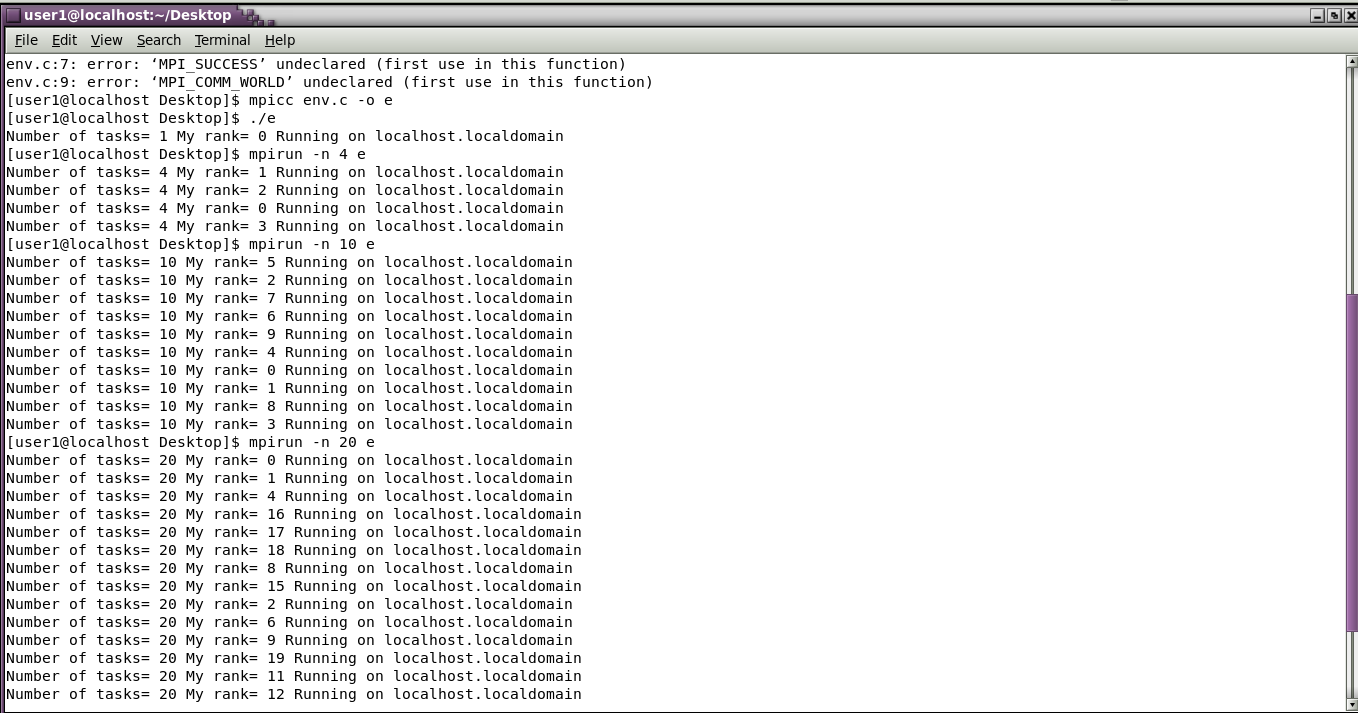 user1@localhost:~/Desktop
File Edit View Search Terminal Help
env.c:7: error: ‘MPI_SUCCESS’ undeclared (first use in this function)
env.c:9: error: ‘MPI_COMM_WORLD’ undeclared (first use in this function)
[user1@localhost Desktop]$ mpicc env.c -o e
[user1@localhost Desktop]$ ./e
Number of tasks= 1 My rank= 0 Running on localhost.localdomain
[user1@localhost Desktop]$ mpirun -n 4 e
Number of tasks= 4 My rank= 1 Running on localhost.localdomain
Number of tasks= 4 My rank= 2 Running on localhost.localdomain
Number of tasks= 4 My rank= 0 Running on localhost.localdomain
Number of tasks= 4 My rank= 3 Running on localhost.localdomain
[user1@localhost Desktop]$ mpirun -n 10 e
Number of tasks= 10 My rank= 5 Running on localhost.localdomain
Number of tasks= 10 My rank= 2 Running on localhost.localdomain
Number of tasks= 10 My rank= 7 Running on localhost.localdomain
Number of tasks= 10 My rank= 6 Running on localhost.localdomain
Number of tasks= 10 My rank= 9 Running on localhost.localdomain
Number of tasks= 10 My rank= 4 Running on localhost.localdomain
Number of tasks= 10 My rank= 0 Running on localhost.localdomain
Number of tasks= 10 My rank= 1 Running on localhost.localdomain
Number of tasks= 10 My rank= 8 Running on localhost.localdomain
Number of tasks= 10 My rank= 3 Running on localhost.localdomain
[user1@localhost Desktop]$ mpirun -n 20 e
Number of tasks= 20 My rank= 0 Running on localhost.localdomain
Number of tasks= 20 My rank= 1 Running on localhost.localdomain
Number of tasks= 20 My rank= 4 Running on localhost.localdomain
Number of tasks= 20 My rank= 16 Running on localhost.localdomain
Number of tasks= 20 My rank= 17 Running on localhost.localdomain
Number of tasks= 20 My rank= 18 Running on localhost.localdomain
Number of tasks= 20 My rank= 8 Running on localhost.localdomain
Number of tasks= 20 My rank= 15 Running on localhost.localdomain
Number of tasks= 20 My rank= 2 Running on localhost.localdomain
Number of tasks= 20 My rank= 6 Running on localhost.localdomain
Number of tasks= 20 My rank= 9 Running on localhost.localdomain
Number of tasks= 20 My rank= 19 Running on localhost.localdomain
Number of tasks= 20 My rank= 11 Running on localhost.localdomain
Number of tasks= 20 My rank= 12 Running on localhost.localdomain